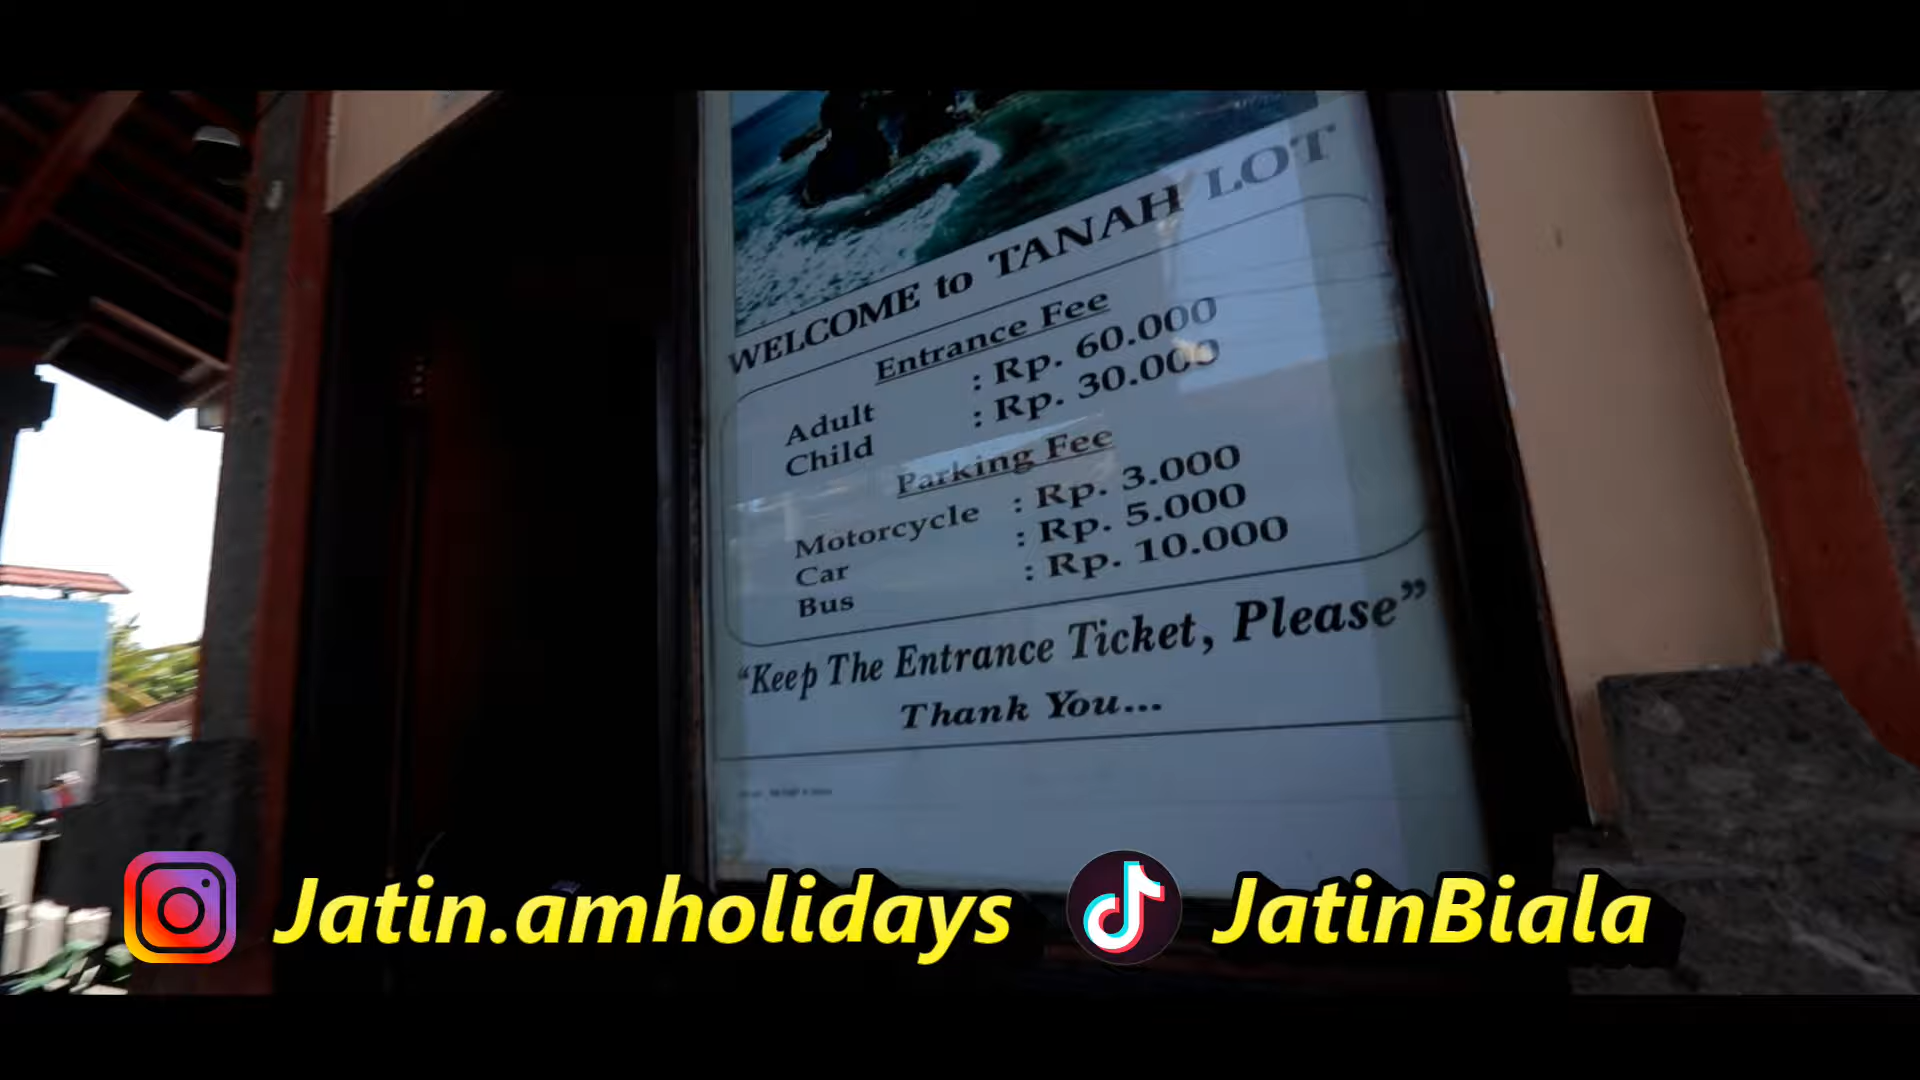 WELCOME to TANAH LOT
Entrance Fee
Adult : Rp. 60.000
Child : Rp. 30.000
Parking Fee
Motorcycle : Rp. 3.000
Car : Rp. 5.000
Bus : Rp. 10.000
“Keep The Entrance Ticket, Please”
Thank You...
Jatin.amholidays JatinBiala